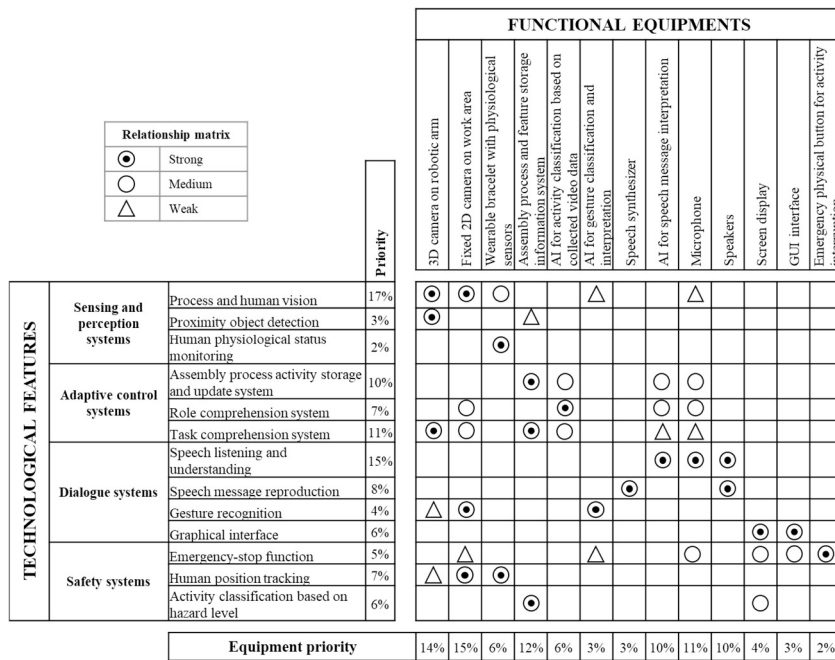 FUNCTIONAL EQUIPMENTS
Relationship matrix
Strong
Medium
Weak
Priority
3D camera on robotic arm
Fixed 2D camera on work area
Wearable bracelet with physiological
sensors
Assembly process and feature storage
information system
AI for activity classification based on
collected video data
AI for gesture classification and
interpretation
Speech synthesizer
AI for speech message interpretation
Microphone
Speakers
Screen display
GUI interface
Emergency physical button for activity
TECHNOLOGICAL FEATURES
Sensing and
perception
systems
Process and human vision 17%
Proximity object detection 3%
Human physiological status
monitoring 2%
Adaptive control
systems
Assembly process activity storage
and update system 10%
Role comprehension system 7%
Task comprehension system 11%
Dialogue systems
Speech listening and
understanding 15%
Speech message reproduction 8%
Gesture recognition 4%
Graphical interface 6%
Safety systems
Emergency-stop function 5%
Human position tracking 7%
Activity classification based on
hazard level 6%
Equipment priority 14% 15% 6% 12% 6% 3% 3% 10% 11% 10% 4% 3% 2%